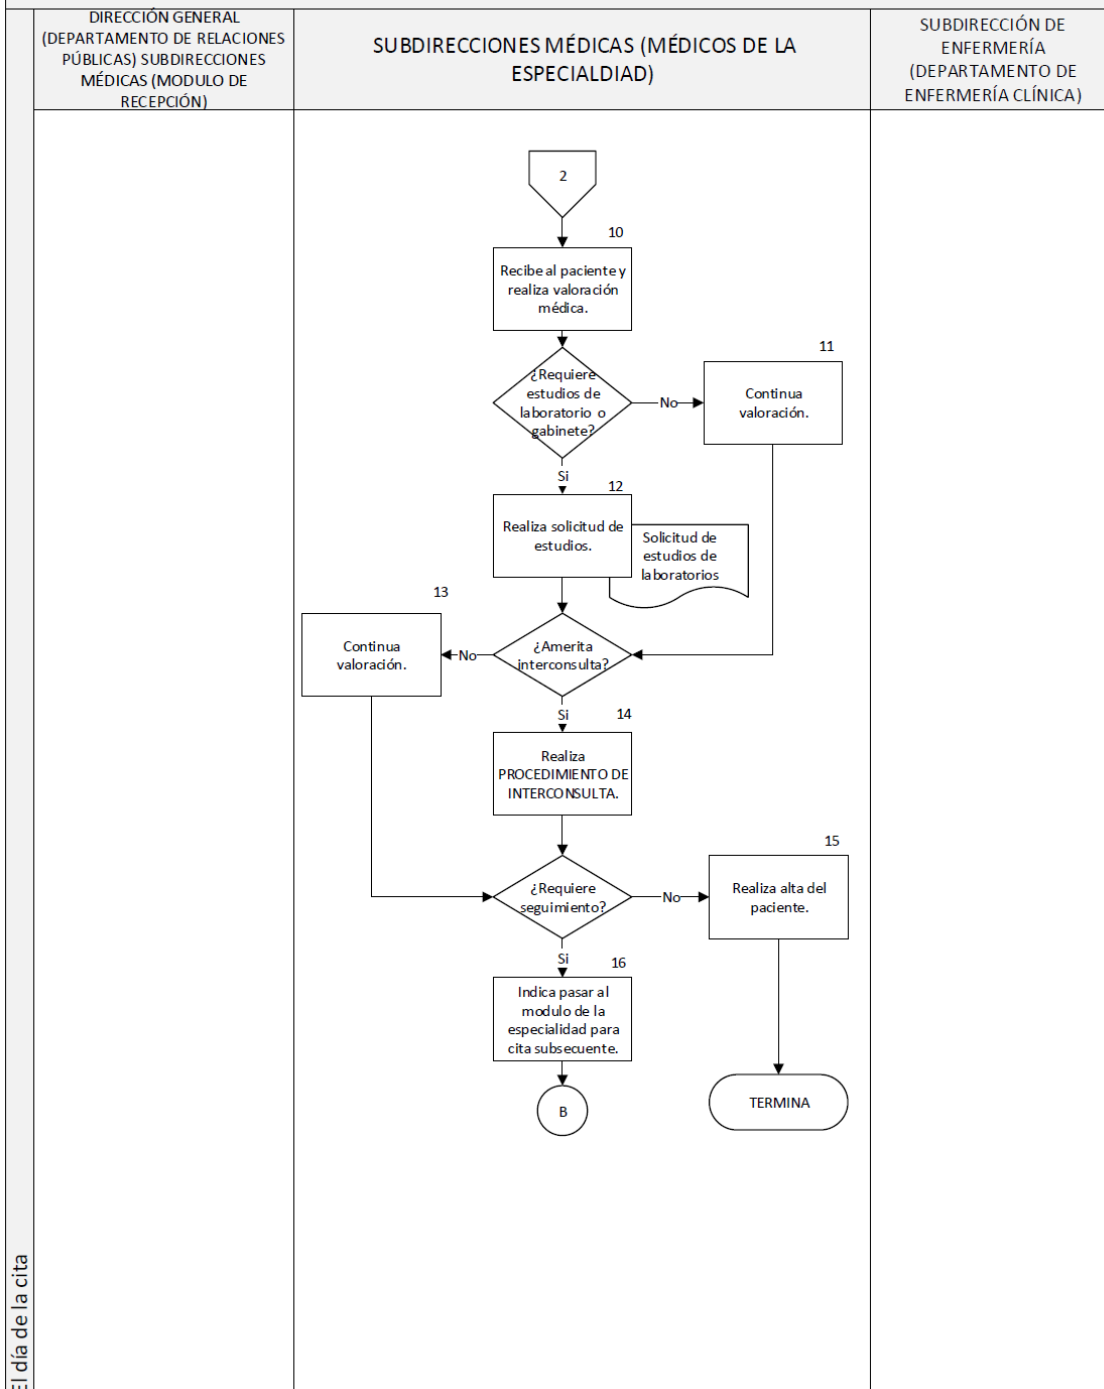 DIRECCIÓN GENERAL
(DEPARTAMENTO DE RELACIONES
PÚBLICAS) SUBDIRECCIONES
MÉDICAS (MODULO DE
RECEPCIÓN)
SUBDIRECCIONES MÉDICAS (MÉDICOS DE LA
ESPECIALDIAD)
SUBDIRECCIÓN DE
ENFERMERÍA
(DEPARTAMENTO DE
ENFERMERÍA CLÍNICA)
2
10
Recibe al paciente y
realiza valoración
médica.
¿Requiere
estudios de
laboratorio o
gabinete?
No
11
Continua
valoración.
Si
12
Realiza solicitud de
estudios.
Solicitud de
estudios de
laboratorios
13
Continua
valoración.
No
¿Amerita
interconsulta?
Si
14
Realiza
PROCEDIMIENTO DE
INTERCONSULTA.
¿Requiere
seguimiento?
No
15
Realiza alta del
paciente.
Si
16
Indica pasar al
modulo de la
especialidad para
cita subsecuente.
B
TERMINA
El día de la cita